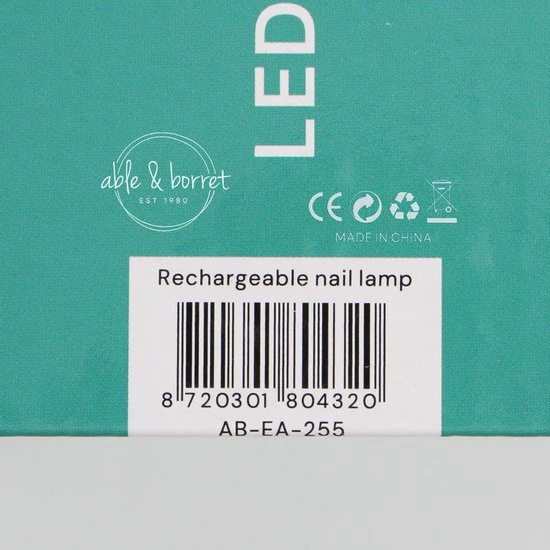 LED
able & borret
EST 1980
CE
MADE IN CHINA
Rechargeable nail lamp
8 720301 804320
AB-EA-255